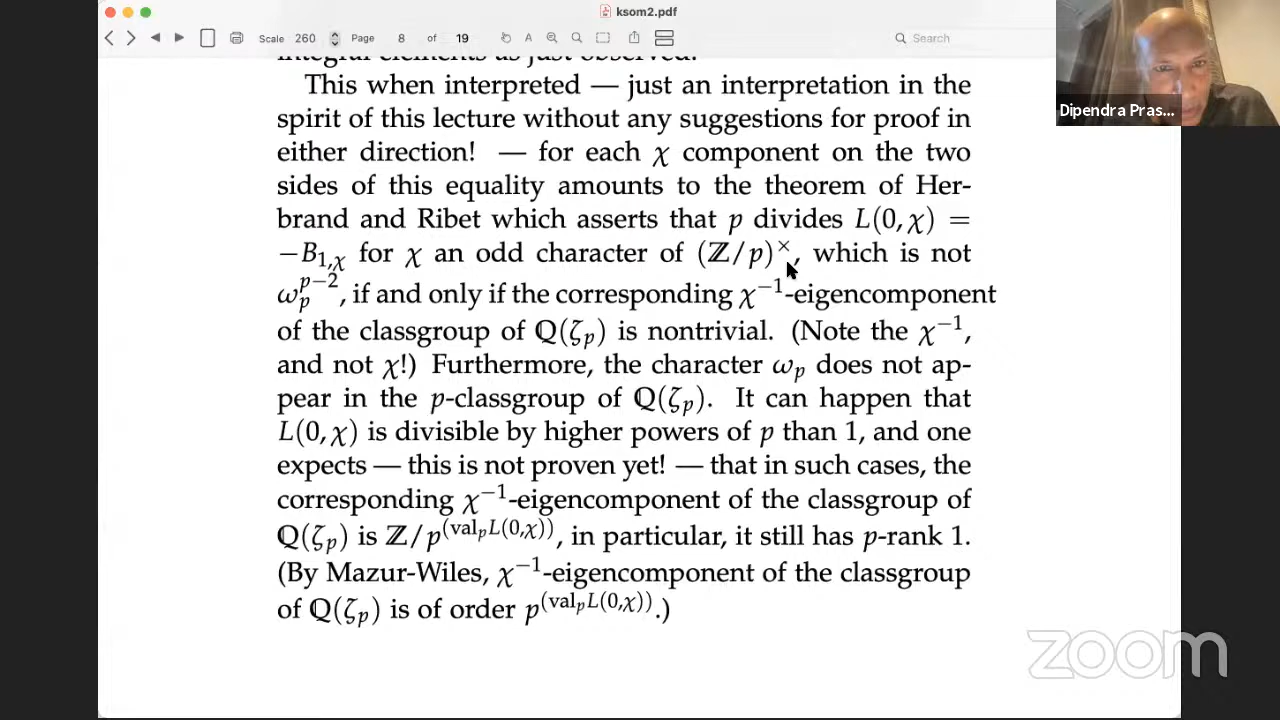 ksom2.pdf
Scale 260 Page 8 of 19 Search
integral elements as just observed.
This when interpreted — just an interpretation in the
spirit of this lecture without any suggestions for proof in
either direction! — for each χ component on the two
sides of this equality amounts to the theorem of Her-
brand and Ribet which asserts that p divides L(0, χ) =
−B₁,χ for χ an odd character of (ℤ/p)×, which is not
ωₚᵖ⁻², if and only if the corresponding χ⁻¹-eigencomponent
of the classgroup of ℚ(ζₚ) is nontrivial. (Note the χ⁻¹,
and not χ!) Furthermore, the character ωₚ does not ap-
pear in the p-classgroup of ℚ(ζₚ). It can happen that
L(0, χ) is divisible by higher powers of p than 1, and one
expects — this is not proven yet! — that in such cases, the
corresponding χ⁻¹-eigencomponent of the classgroup of
ℚ(ζₚ) is ℤ/p^(valₚL(0,χ)), in particular, it still has p-rank 1.
(By Mazur-Wiles, χ⁻¹-eigencomponent of the classgroup
of ℚ(ζₚ) is of order p^(valₚL(0,χ)).)
Dipendra Pras...
zoom